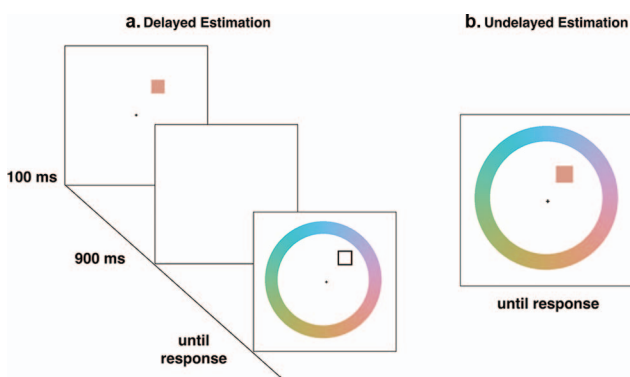 a. Delayed Estimation
b. Undelayed Estimation
100 ms
900 ms
until
response
until response